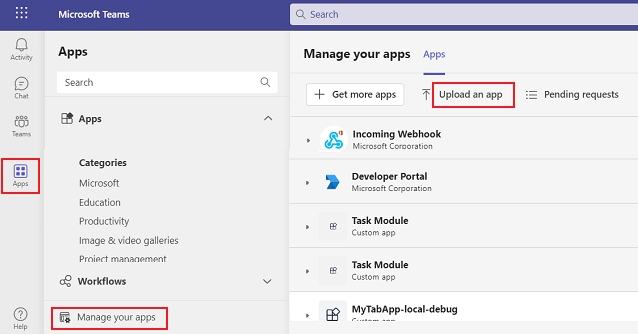 Microsoft Teams
Search
Activity
Chat
Teams
Apps
Help
Apps
Search
Apps
Categories
Microsoft
Education
Productivity
Image & video galleries
Project management
Workflows
Manage your apps
Manage your apps Apps
Get more apps Upload an app Pending requests
Incoming Webhook
Microsoft Corporation
Developer Portal
Microsoft Corporation
Task Module
Custom app
Task Module
Custom app
MyTabApp-local-debug